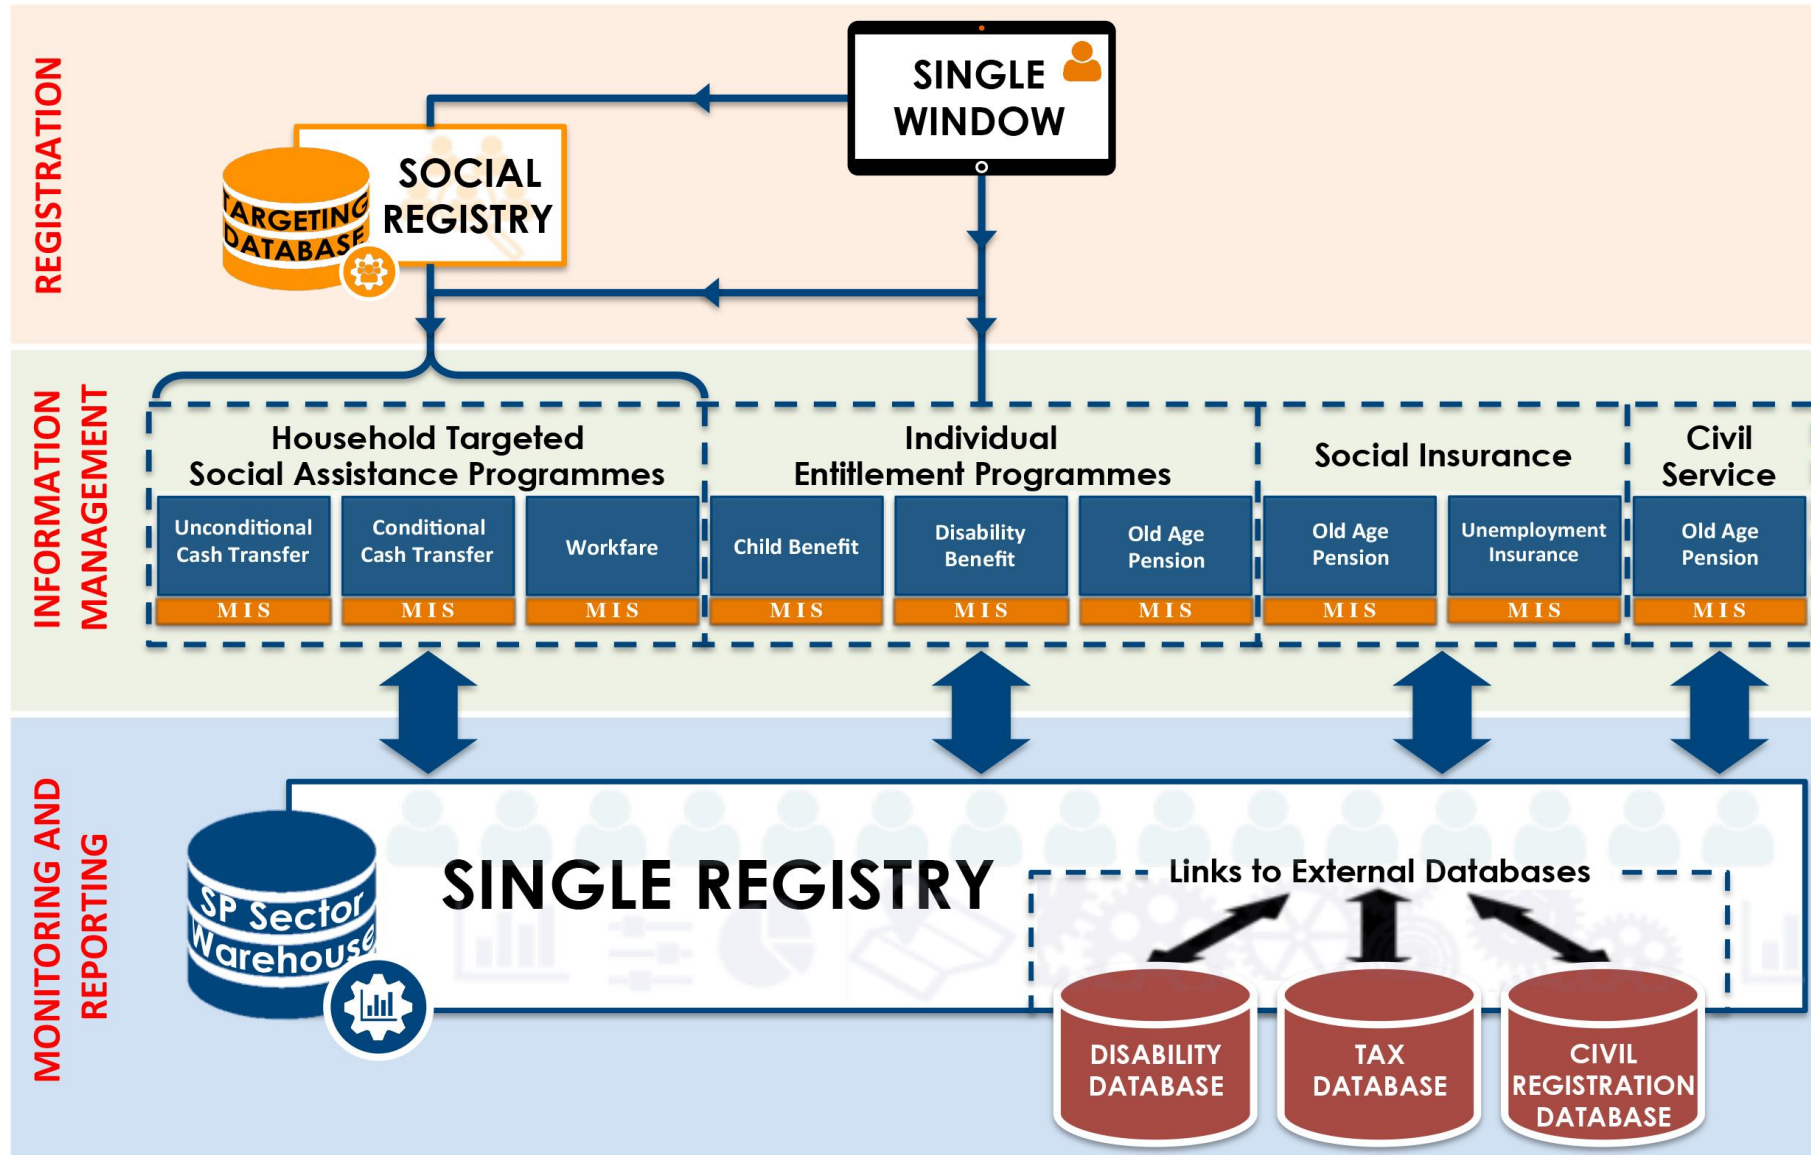 REGISTRATION
SINGLE
WINDOW
SOCIAL
REGISTRY
TARGETING
DATABASE
INFORMATION
MANAGEMENT
Household Targeted
Social Assistance Programmes
Individual
Entitlement Programmes
Social Insurance
Civil
Service
Unconditional
Cash Transfer
Conditional
Cash Transfer
Workfare
Child Benefit
Disability
Benefit
Old Age
Pension
Old Age
Pension
Unemployment
Insurance
Old Age
Pension
MIS
MIS
MIS
MIS
MIS
MIS
MIS
MIS
MIS
MONITORING AND
REPORTING
SP Sector
Warehouse
SINGLE REGISTRY
Links to External Databases
DISABILITY
DATABASE
TAX
DATABASE
CIVIL
REGISTRATION
DATABASE